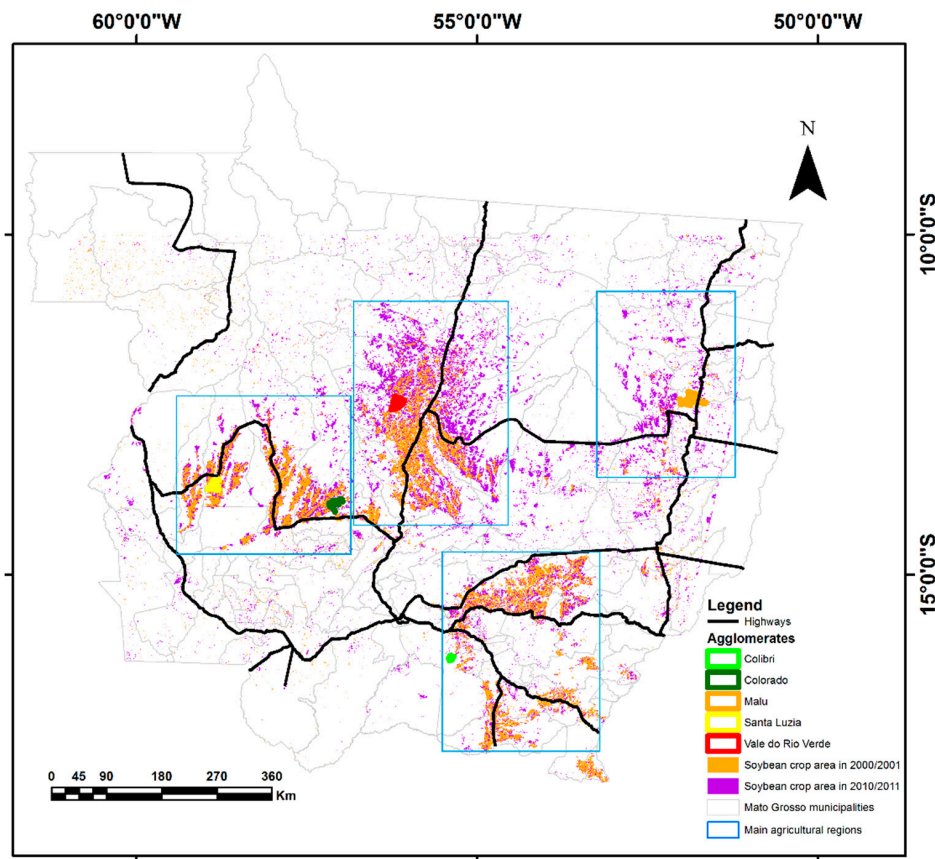 60°0'0"W 55°0'0"W 50°0'0"W
N
10°0'0"S
15°0'0"S
Legend
Highways
Agglomerates
Colibri
Colorado
Malu
Santa Luzia
Vale do Rio Verde
Soybean crop area in 2000/2001
Soybean crop area in 2010/2011
Mato Grosso municipalities
Main agricultural regions
0 45 90 180 270 360
Km